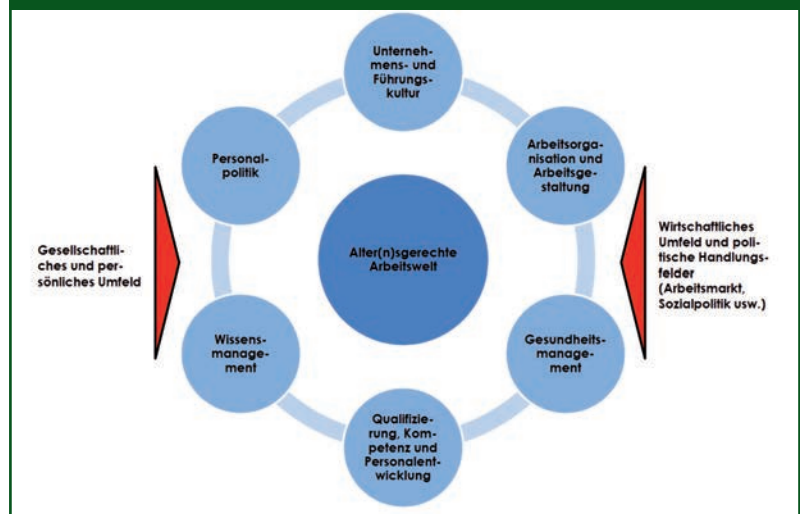 Unterneh-
mens- und
Führungs-
kultur
Personal-
politik
Arbeitsorga-
nisation und
Arbeitsge-
staltung
Alter(n)sgerechte
Arbeitswelt
Gesellschaftli-
ches und per-
sönliches Umfeld
Wirtschaftliches
Umfeld und poli-
tische Handlungs-
felder
(Arbeitsmarkt,
Sozialpolitik usw.)
Wissens-
manage-
ment
Gesundheits-
manage-
ment
Qualifizie-
rung, Kom-
petenz und
Personalent-
wicklung